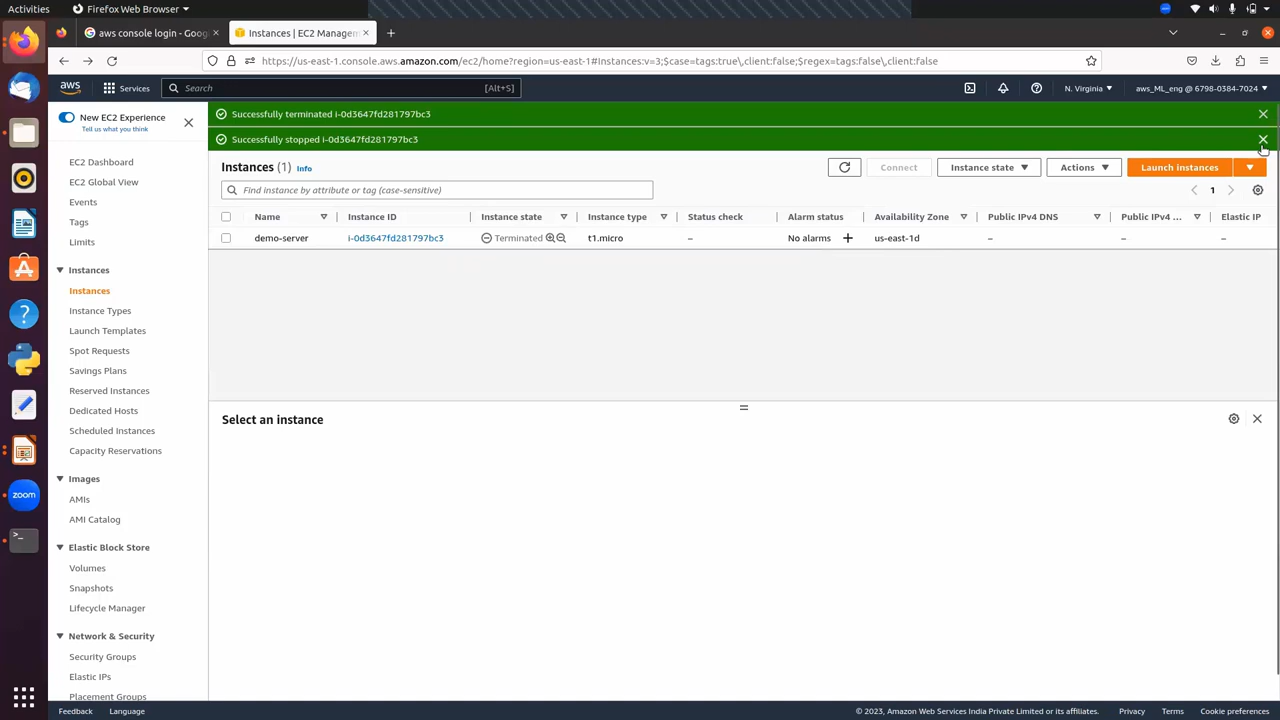 Activities Firefox Web Browser
aws console login - Goog
Instances | EC2 Managem
https://us-east-1.console.aws.amazon.com/ec2/home?region=us-east-1#Instances:v=3;$case=tags:true\,client:false;$regex=tags:false\,client:false
aws Services Search [Alt+S] N. Virginia aws_ML_eng @ 6798-0384-7024
New EC2 Experience
Tell us what you think
EC2 Dashboard
EC2 Global View
Events
Tags
Limits
Instances
Instances
Instance Types
Launch Templates
Spot Requests
Savings Plans
Reserved Instances
Dedicated Hosts
Scheduled Instances
Capacity Reservations
Images
AMIs
AMI Catalog
Elastic Block Store
Volumes
Snapshots
Lifecycle Manager
Network & Security
Security Groups
Elastic IPs
Placement Groups
Successfully terminated i-0d3647fd281797bc3
Successfully stopped i-0d3647fd281797bc3
Instances (1) Info Connect Instance state Actions Launch instances
Find instance by attribute or tag (case-sensitive) 1
Name Instance ID Instance state Instance type Status check Alarm status Availability Zone Public IPv4 DNS Public IPv4 ... Elastic IP
demo-server i-0d3647fd281797bc3 Terminated t1.micro – No alarms + us-east-1d – – –
Select an instance
zoom
Feedback Language © 2023, Amazon Web Services India Private Limited or its affiliates. Privacy Terms Cookie preferences